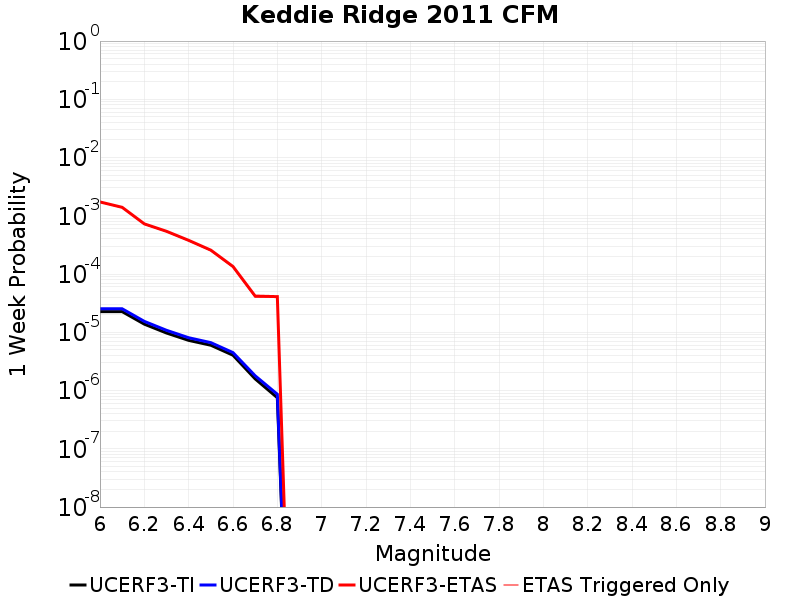 Keddie Ridge 2011 CFM
1 Week Probability
10^0
10^-1
10^-2
10^-3
10^-4
10^-5
10^-6
10^-7
10^-8
6 6.2 6.4 6.6 6.8 7 7.2 7.4 7.6 7.8 8 8.2 8.4 8.6 8.8 9
Magnitude
UCERF3-TI UCERF3-TD UCERF3-ETAS ETAS Triggered Only